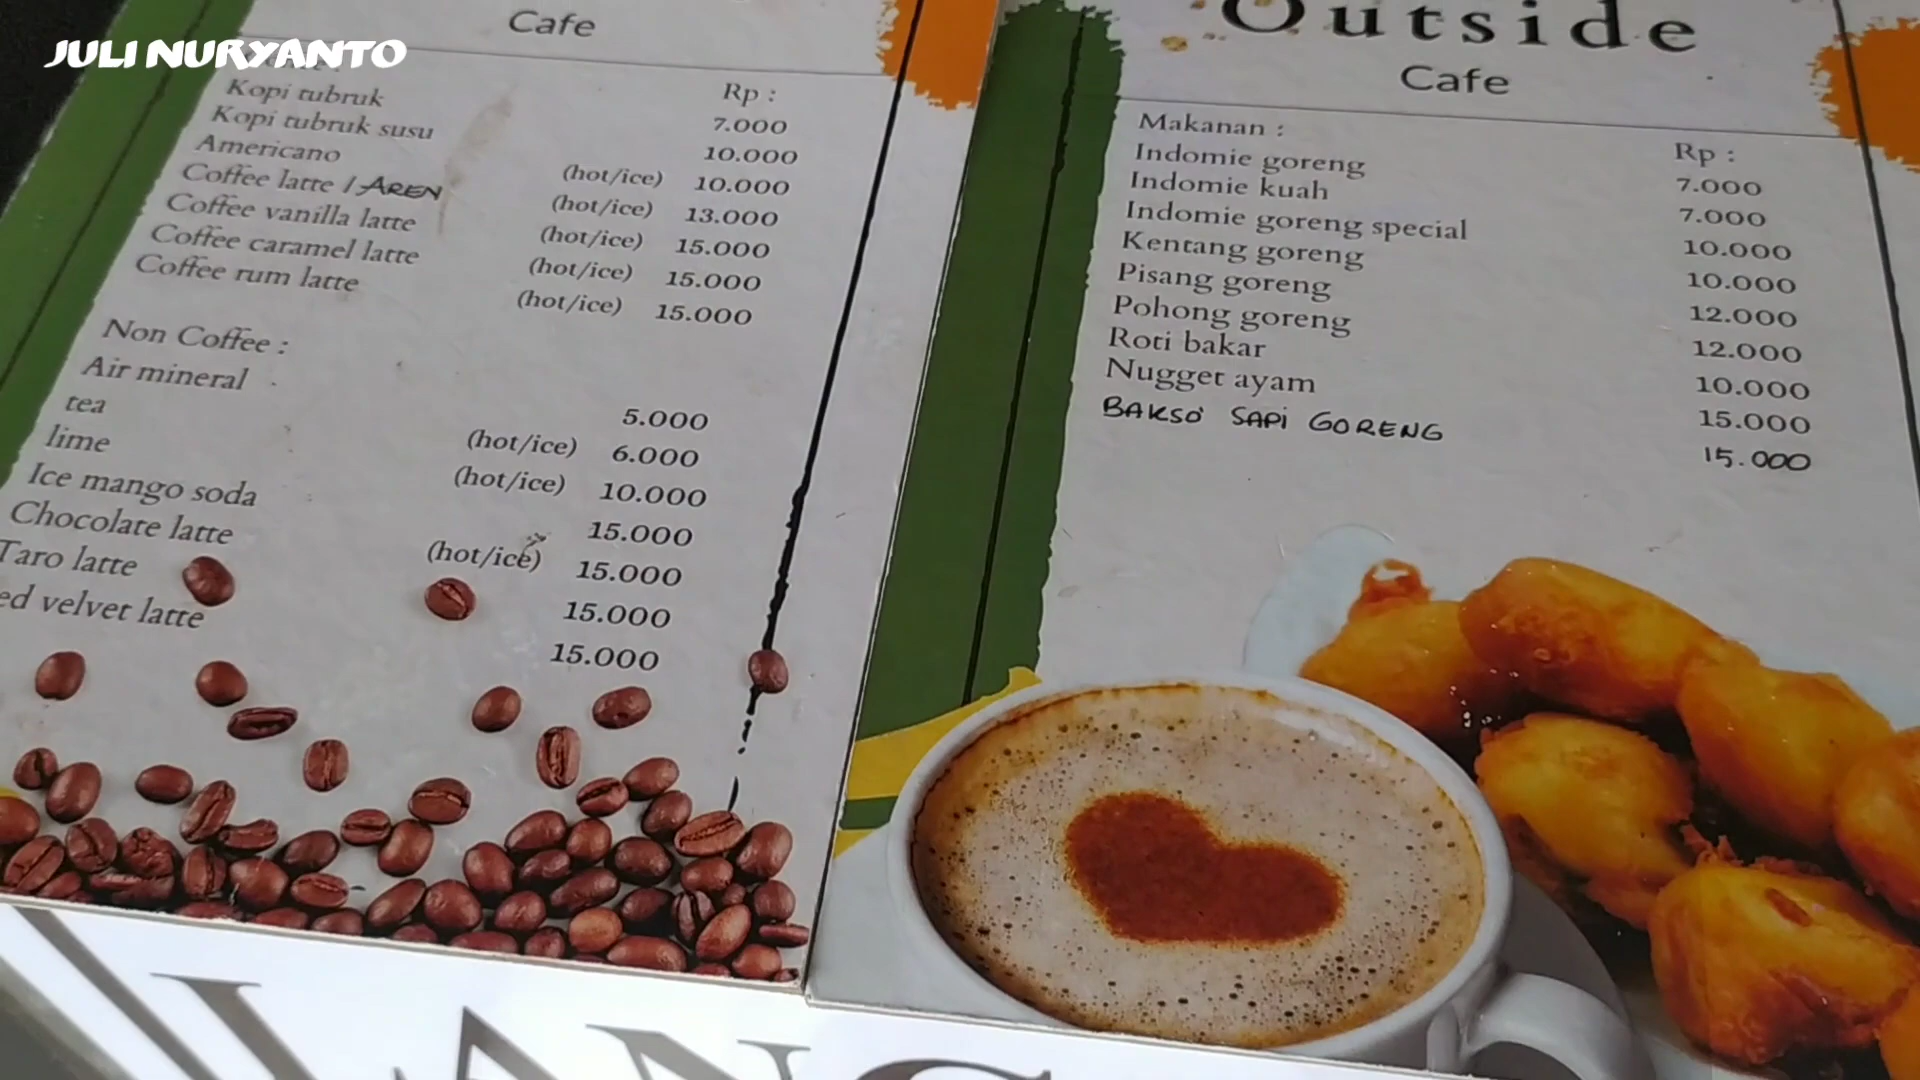 JULI NURYANTO
Cafe
Rp :
Kopi tubruk 7.000
Kopi tubruk susu 10.000
Americano (hot/ice) 10.000
Coffee latte / AREN (hot/ice) 13.000
Coffee vanilla latte (hot/ice) 15.000
Coffee caramel latte (hot/ice) 15.000
Coffee rum latte (hot/ice) 15.000
Non Coffee :
Air mineral 5.000
tea (hot/ice) 6.000
lime (hot/ice) 10.000
Ice mango soda 15.000
Chocolate latte (hot/ice) 15.000
Taro latte 15.000
ed velvet latte 15.000
Outside
Cafe
Makanan : Rp :
Indomie goreng 7.000
Indomie kuah 7.000
Indomie goreng special 10.000
Kentang goreng 10.000
Pisang goreng 12.000
Pohong goreng 12.000
Roti bakar 10.000
Nugget ayam 15.000
BAKSO SAPI GORENG 15.000